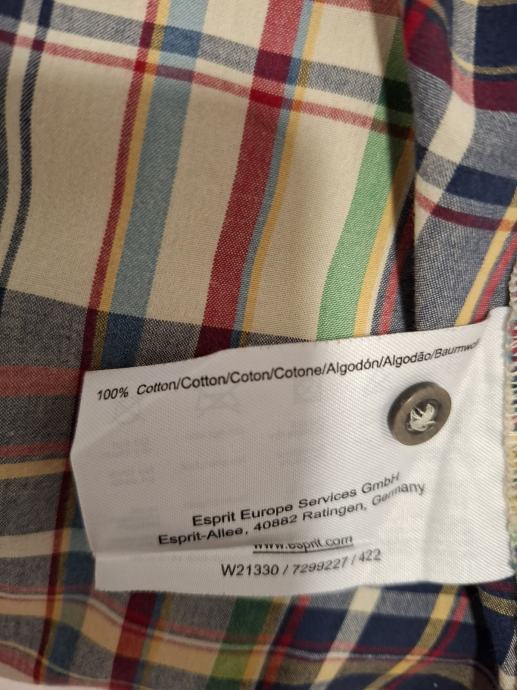 100% Cotton/Cotton/Coton/Cotone/Algodón/Algodão/Baumwol
Esprit Europe Services GmbH
Esprit-Allee, 40882 Ratingen, Germany
www.esprit.com
W21330 / 7299227 / 422